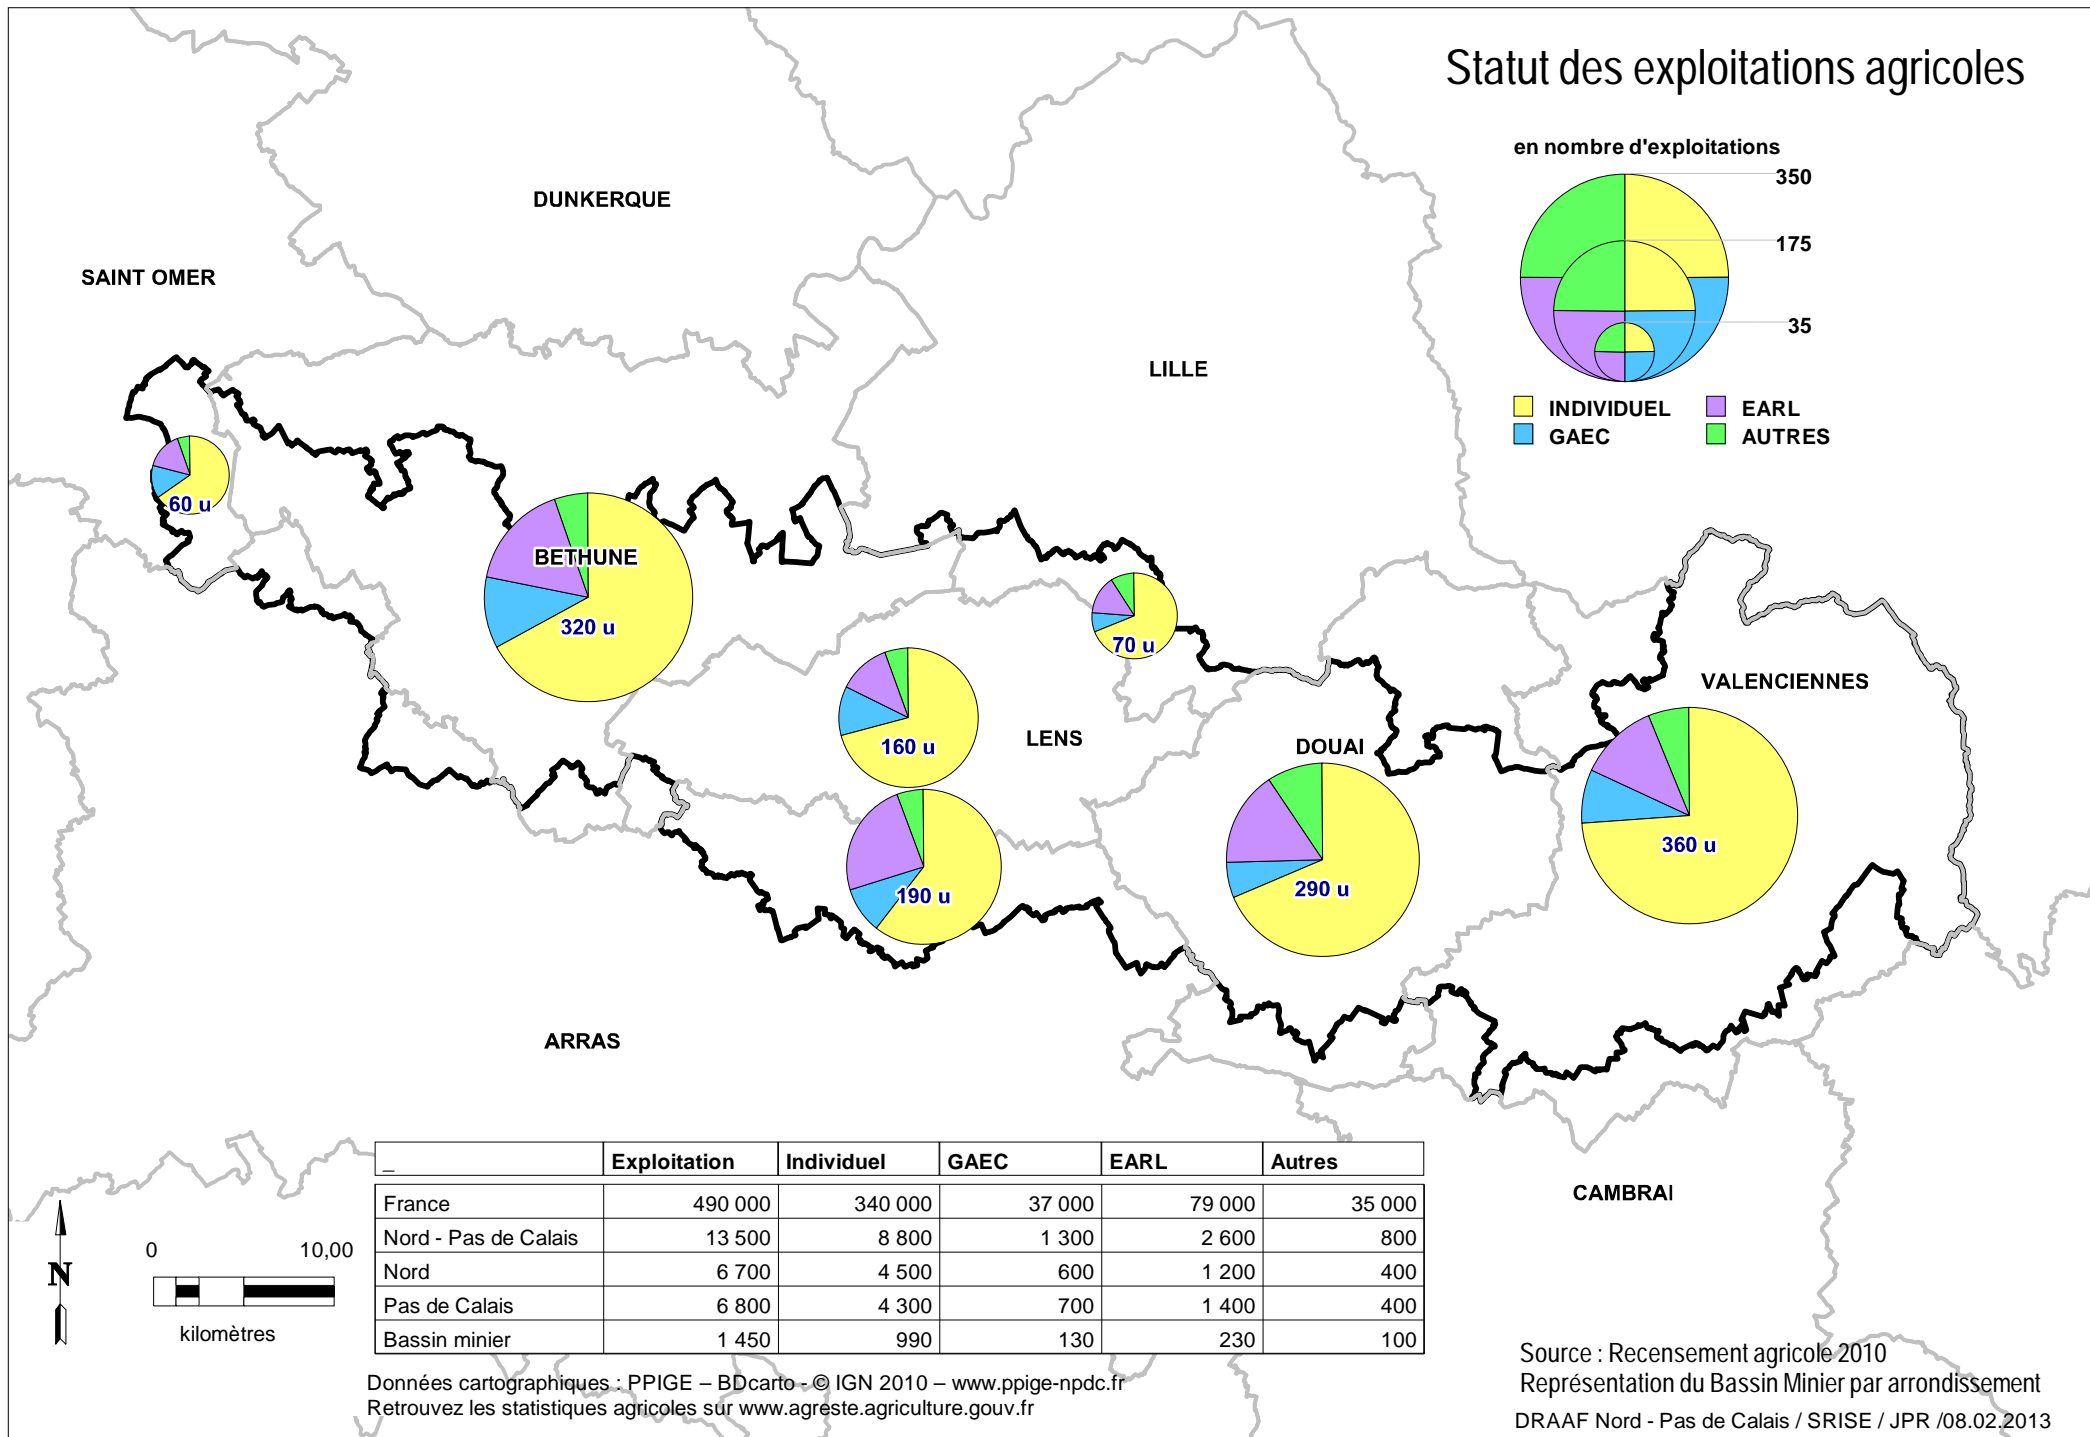 Statut des exploitations agricoles
en nombre d'exploitations
350
175
35
INDIVIDUEL EARL
GAEC AUTRES
DUNKERQUE
SAINT OMER
LILLE
60 u
BETHUNE
320 u
70 u
VALENCIENNES
160 u
LENS
DOUAI
360 u
190 u
290 u
ARRAS
CAMBRAI
_ Exploitation Individuel GAEC EARL Autres
France 490 000 340 000 37 000 79 000 35 000
Nord - Pas de Calais 13 500 8 800 1 300 2 600 800
Nord 6 700 4 500 600 1 200 400
Pas de Calais 6 800 4 300 700 1 400 400
Bassin minier 1 450 990 130 230 100
N
0 10,00
kilomètres
Données cartographiques : PPIGE – BDcarto - © IGN 2010 – www.ppige-npdc.fr
Retrouvez les statistiques agricoles sur www.agreste.agriculture.gouv.fr
Source : Recensement agricole 2010
Représentation du Bassin Minier par arrondissement
DRAAF Nord - Pas de Calais / SRISE / JPR /08.02.2013